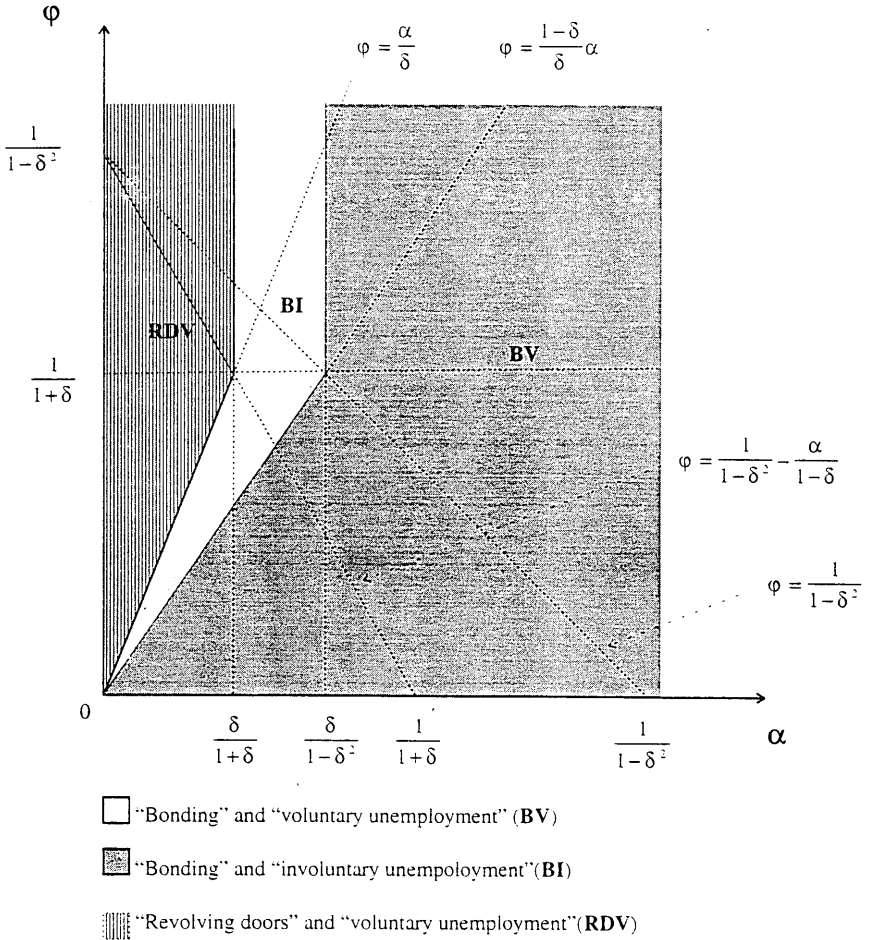 φ
φ = α/δ
φ = (1−δ)/δ α
1/(1−δ²)
BI
RDV
BV
1/(1+δ)
φ = 1/(1−δ²) − α/(1−δ)
φ = 1/(1−δ²)
0
δ/(1+δ)
δ/(1−δ²)
1/(1+δ)
1/(1−δ²)
α
“Bonding” and “voluntary unemployment” (BV)
“Bonding” and “involuntary unempoloyment”(BI)
“Revolving doors” and “voluntary unemployment”(RDV)